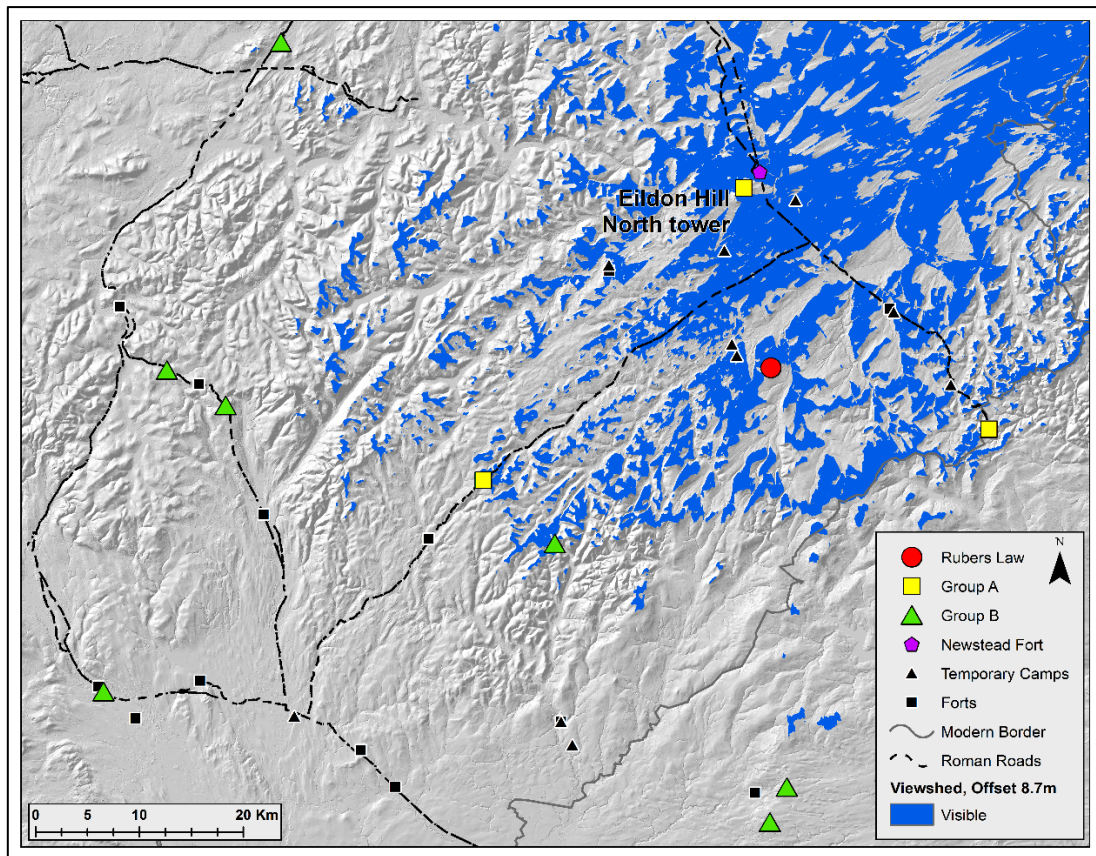 Eildon Hill
North tower
N
Rubers Law
Group A
Group B
Newstead Fort
Temporary Camps
Forts
Modern Border
Roman Roads
Viewshed, Offset 8.7m
Visible
0 5 10 20 Km